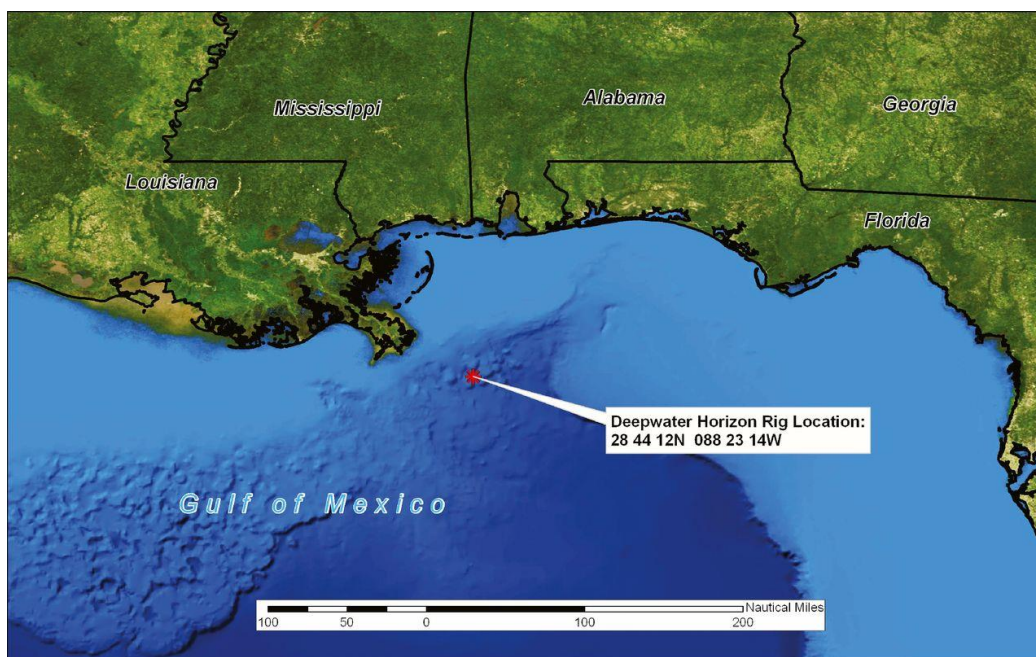 Mississippi
Alabama
Georgia
Louisiana
Florida
Deepwater Horizon Rig Location:
28 44 12N 088 23 14W
Gulf of Mexico
Nautical Miles
100 50 0 100 200